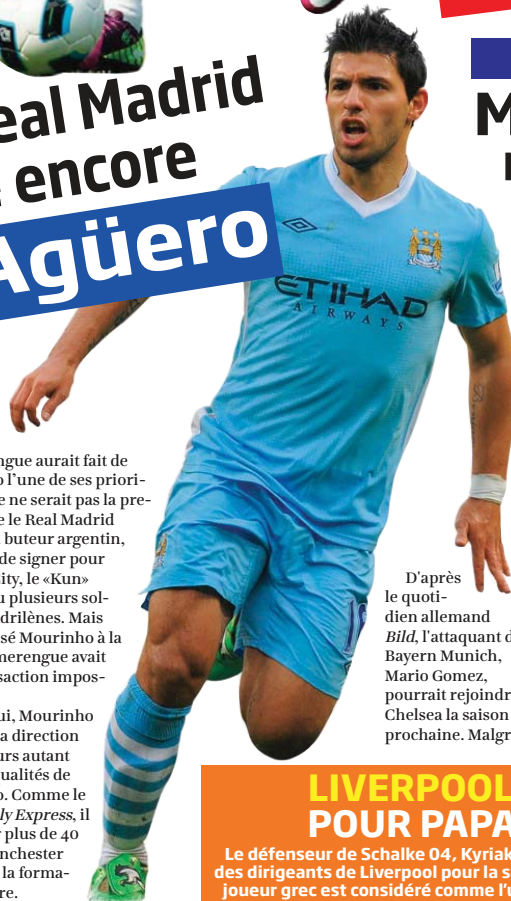 eal Madrid
encore
Agüero
ETIHAD
AIRWAYS
ngue aurait fait de
l'une de ses priori-
e ne serait pas la pre-
e le Real Madrid
buteur argentin,
de signer pour
ity, le «Kun»
u plusieurs sol-
drilènes. Mais
sé Mourinho à la
merengue avait
saction impos-
ui, Mourinho
a direction
urs autant
ualités de
o. Comme le
ly Express, il
r plus de 40
nchester
la forma-
re.
M
D'après
le quoti-
dien allemand
Bild, l'attaquant d
Bayern Munich,
Mario Gomez,
pourrait rejoindr
Chelsea la saison
prochaine. Malgr
LIVERPOOL
POUR PAPA
Le défenseur de Schalke 04, Kyriak
des dirigeants de Liverpool pour la s
joueur grec est considéré comme l'u